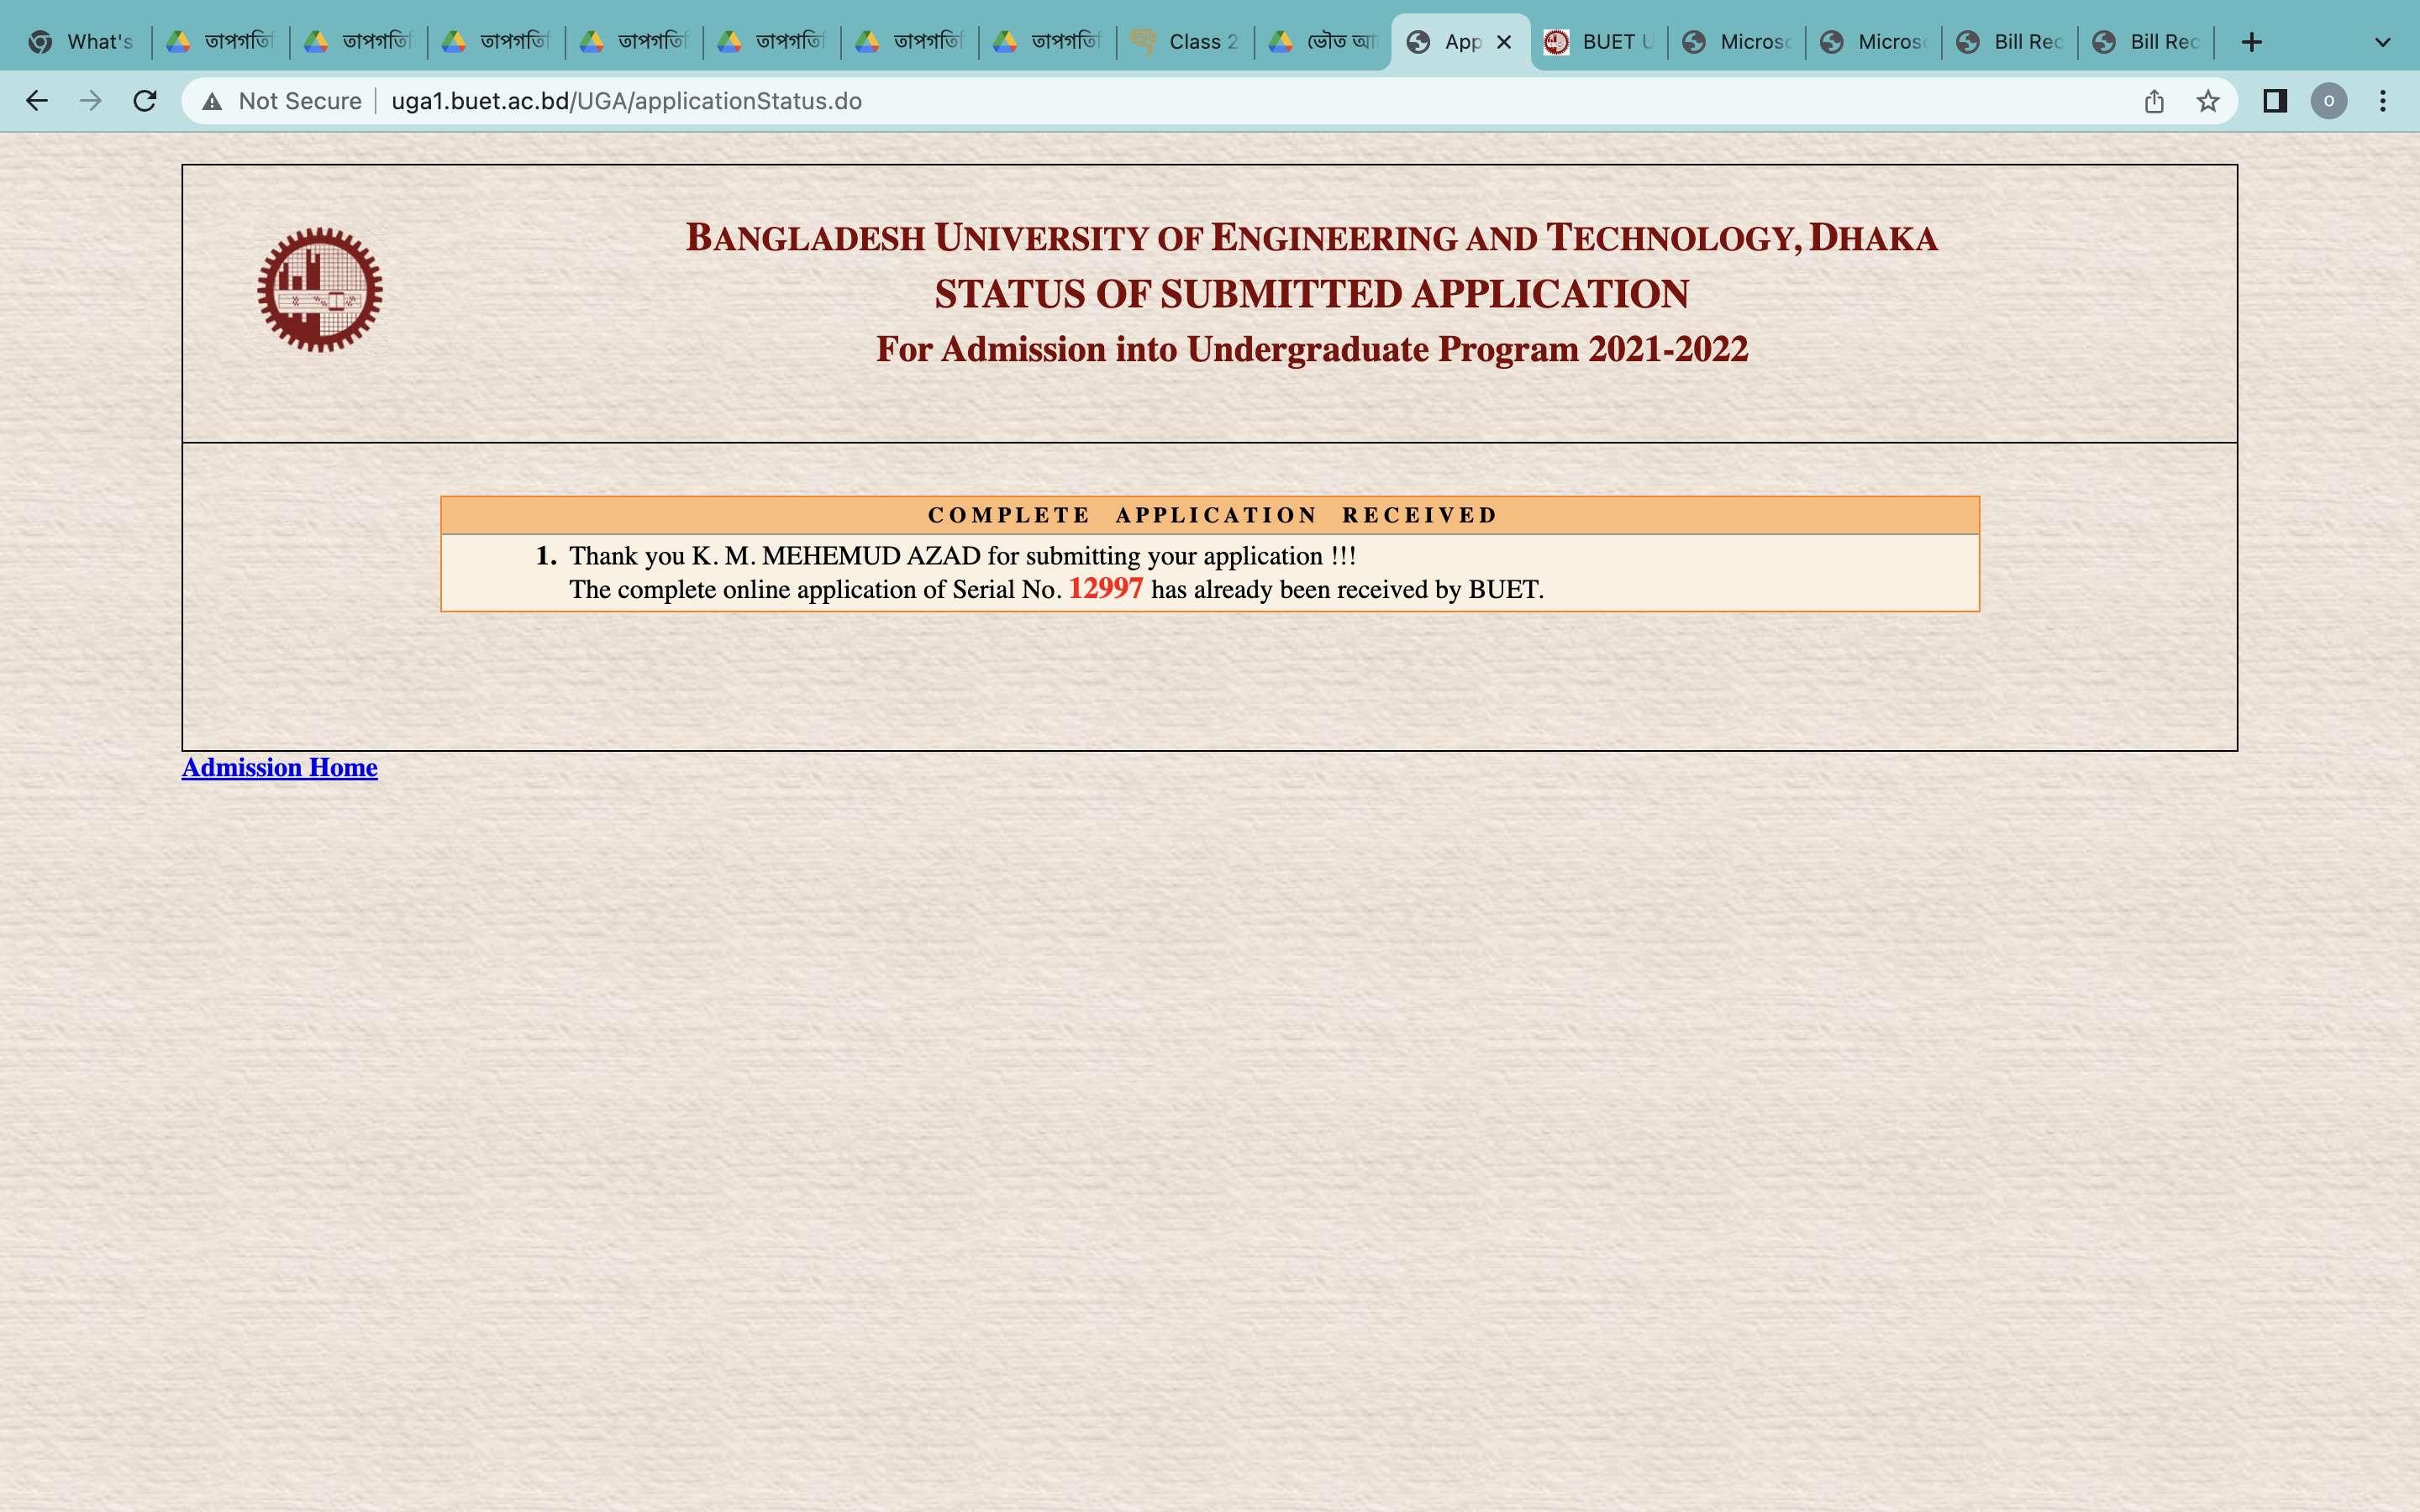 What's
তাপগতি
তাপগতি
তাপগতি
তাপগতি
তাপগতি
তাপগতি
তাপগতি
Class 2
ভৌত আ
App
BUET U
Micros
Micros
Bill Rec
Bill Rec
Not Secure
uga1.buet.ac.bd/UGA/applicationStatus.do
o
BANGLADESH UNIVERSITY OF ENGINEERING AND TECHNOLOGY, DHAKA
STATUS OF SUBMITTED APPLICATION
For Admission into Undergraduate Program 2021-2022
COMPLETE APPLICATION RECEIVED
1. Thank you K. M. MEHEMUD AZAD for submitting your application !!!
The complete online application of Serial No. 12997 has already been received by BUET.
Admission Home